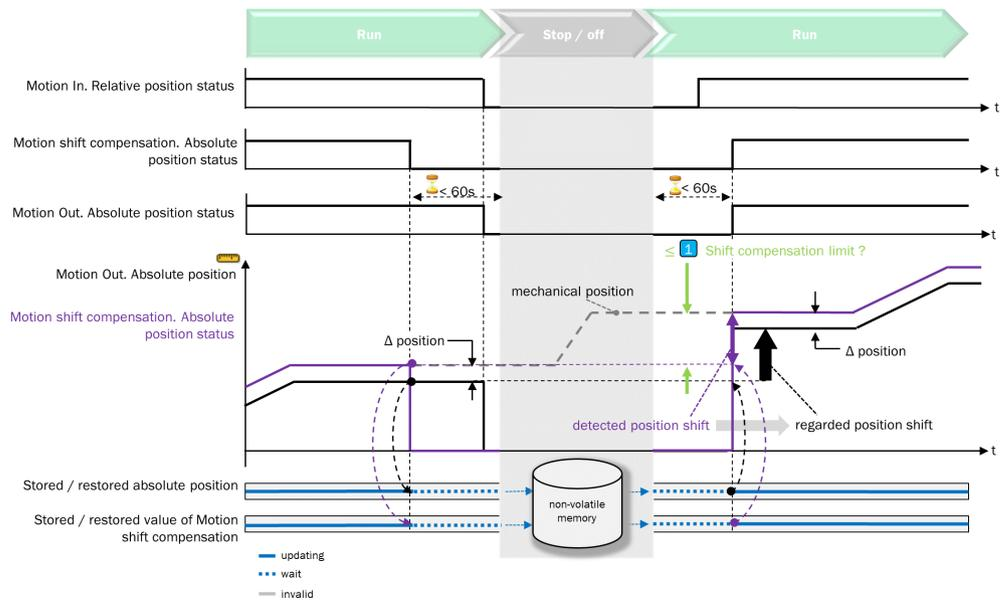 Run
Stop / off
Run
Motion In. Relative position status
t
Motion shift compensation. Absolute
position status
t
< 60s
< 60s
Motion Out. Absolute position status
t
≤ 1 Shift compensation limit ?
Motion Out. Absolute position
mechanical position
Motion shift compensation. Absolute
position status
Δ position
Δ position
detected position shift
regarded position shift
t
Stored / restored absolute position
non-volatile
memory
Stored / restored value of Motion
shift compensation
updating
wait
invalid